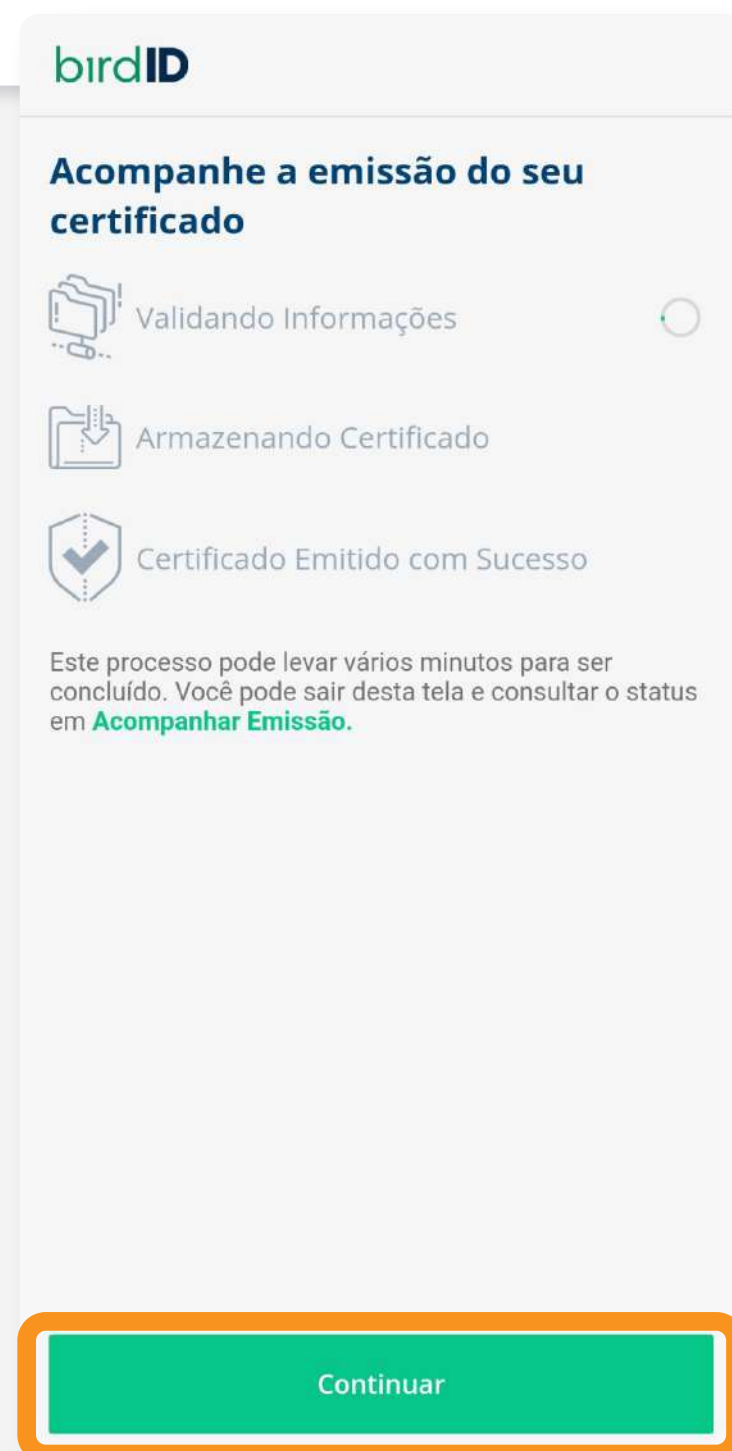 birdID
Acompanhe a emissão do seu
certificado
Validando Informações
Armazenando Certificado
Certificado Emitido com Sucesso
Este processo pode levar vários minutos para ser
concluído. Você pode sair desta tela e consultar o status
em Acompanhar Emissão.
Continuar